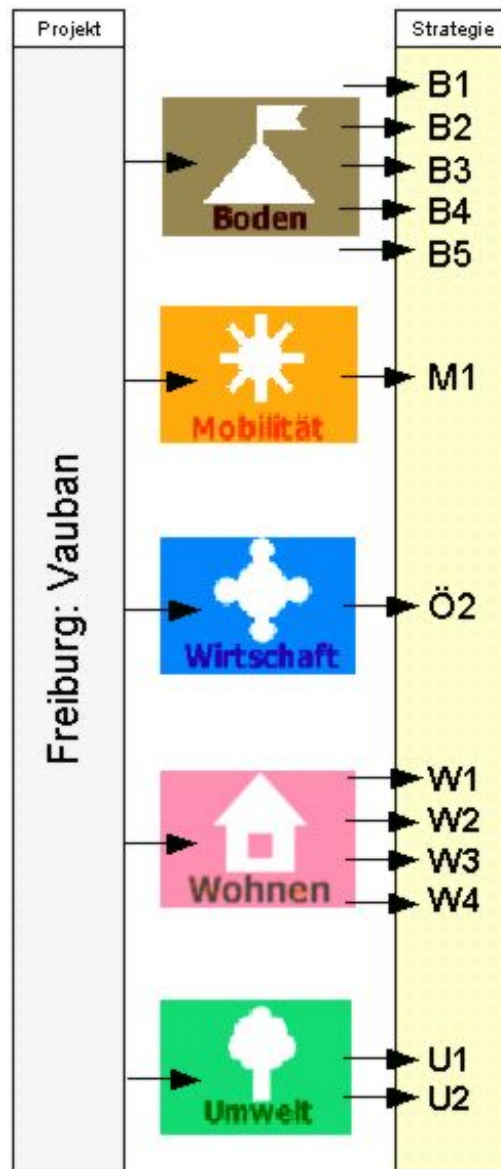 Projekt
Strategie
Freiburg: Vauban
Boden
B1
B2
B3
B4
B5
Mobilität
M1
Wirtschaft
Ö2
Wohnen
W1
W2
W3
W4
Umwelt
U1
U2